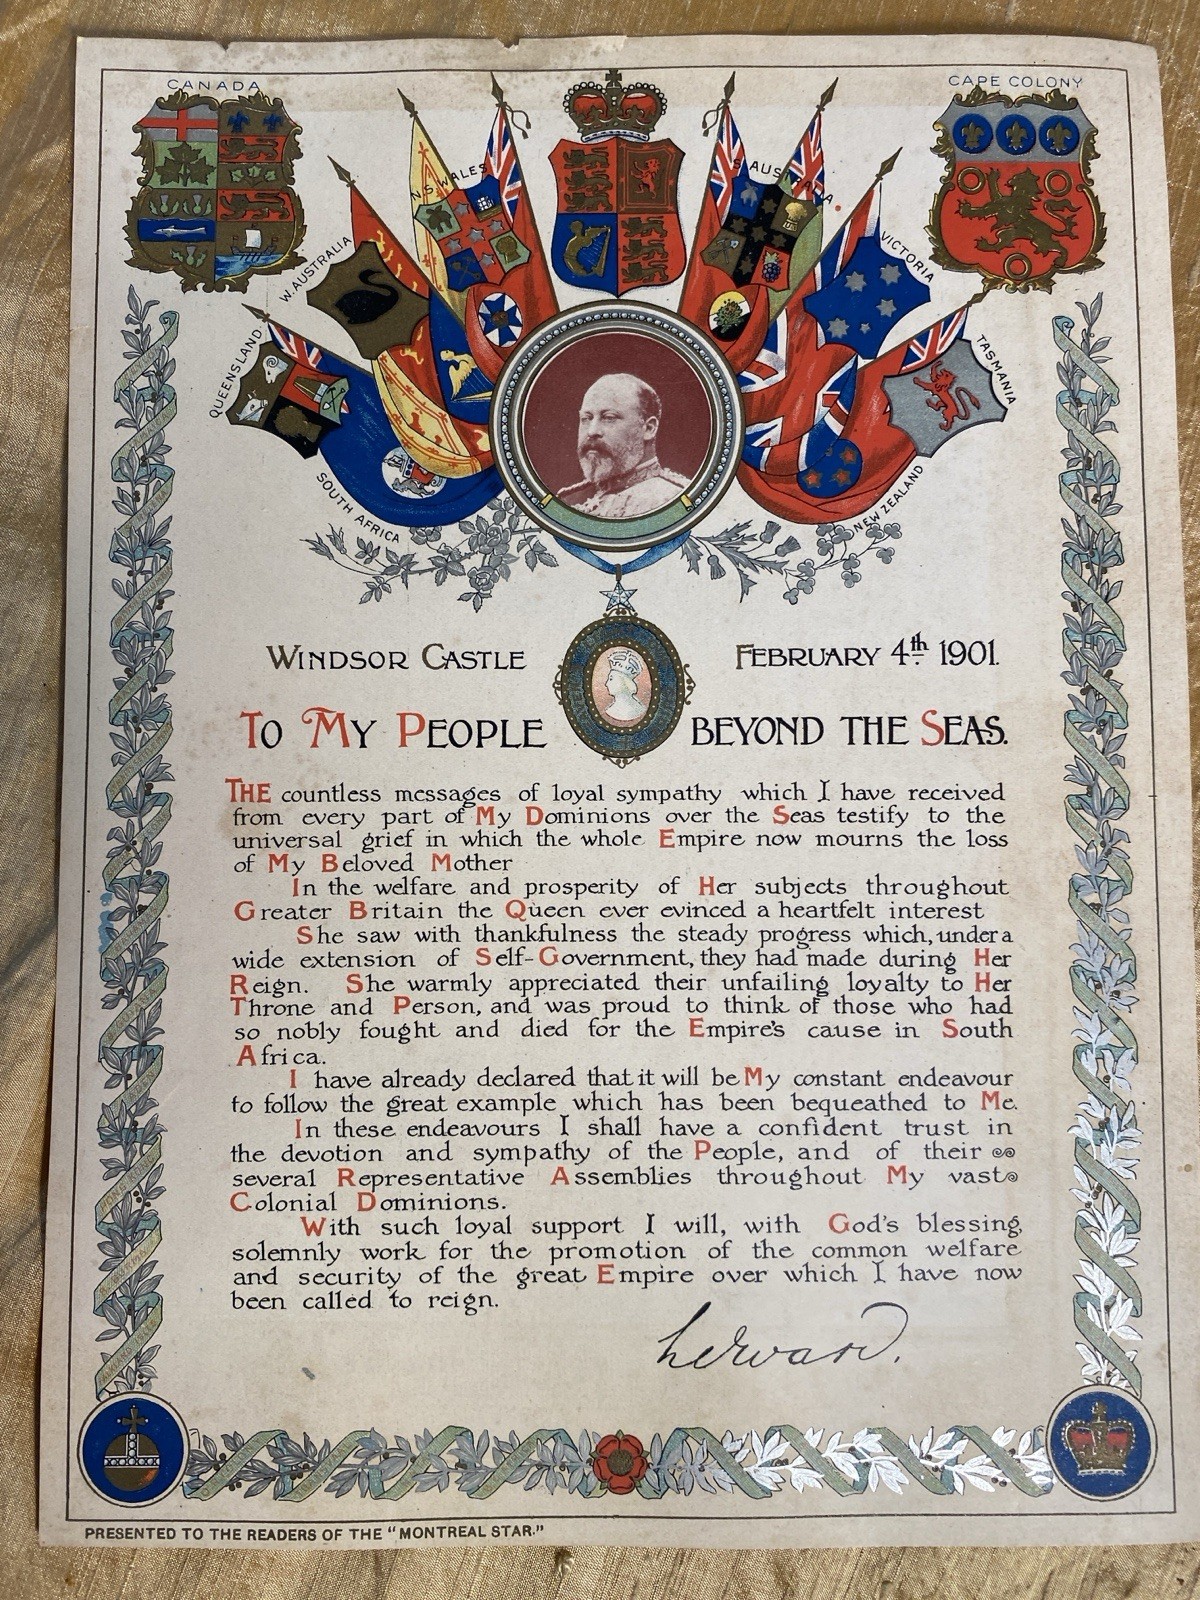 CANADA
CAPE COLONY
N.S. WALES
S. AUSTRALIA
W. AUSTRALIA
VICTORIA
QUEENSLAND
TASMANIA
SOUTH AFRICA
NEW ZEALAND
WINDSOR CASTLE FEBRUARY 4th 1901.
TO MY PEOPLE BEYOND THE SEAS.
THE countless messages of loyal sympathy which I have received
from every part of My Dominions over the Seas testify to the
universal grief in which the whole Empire now mourns the loss
of My Beloved Mother
In the welfare and prosperity of Her subjects throughout
Greater Britain the Queen ever evinced a heartfelt interest
She saw with thankfulness the steady progress which, under a
wide extension of Self-Government, they had made during Her
Reign. She warmly appreciated their unfailing loyalty to Her
Throne and Person, and was proud to think of those who had
so nobly fought and died for the Empire's cause in South
Africa.
I have already declared that it will be My constant endeavour
to follow the great example which has been bequeathed to Me.
In these endeavours I shall have a confident trust in
the devotion and sympathy of the People, and of their
several Representative Assemblies throughout My vast
Colonial Dominions.
With such loyal support I will, with God's blessing,
solemnly work for the promotion of the common welfare
and security of the great Empire over which I have now
been called to reign.
Edward.
PRESENTED TO THE READERS OF THE "MONTREAL STAR."